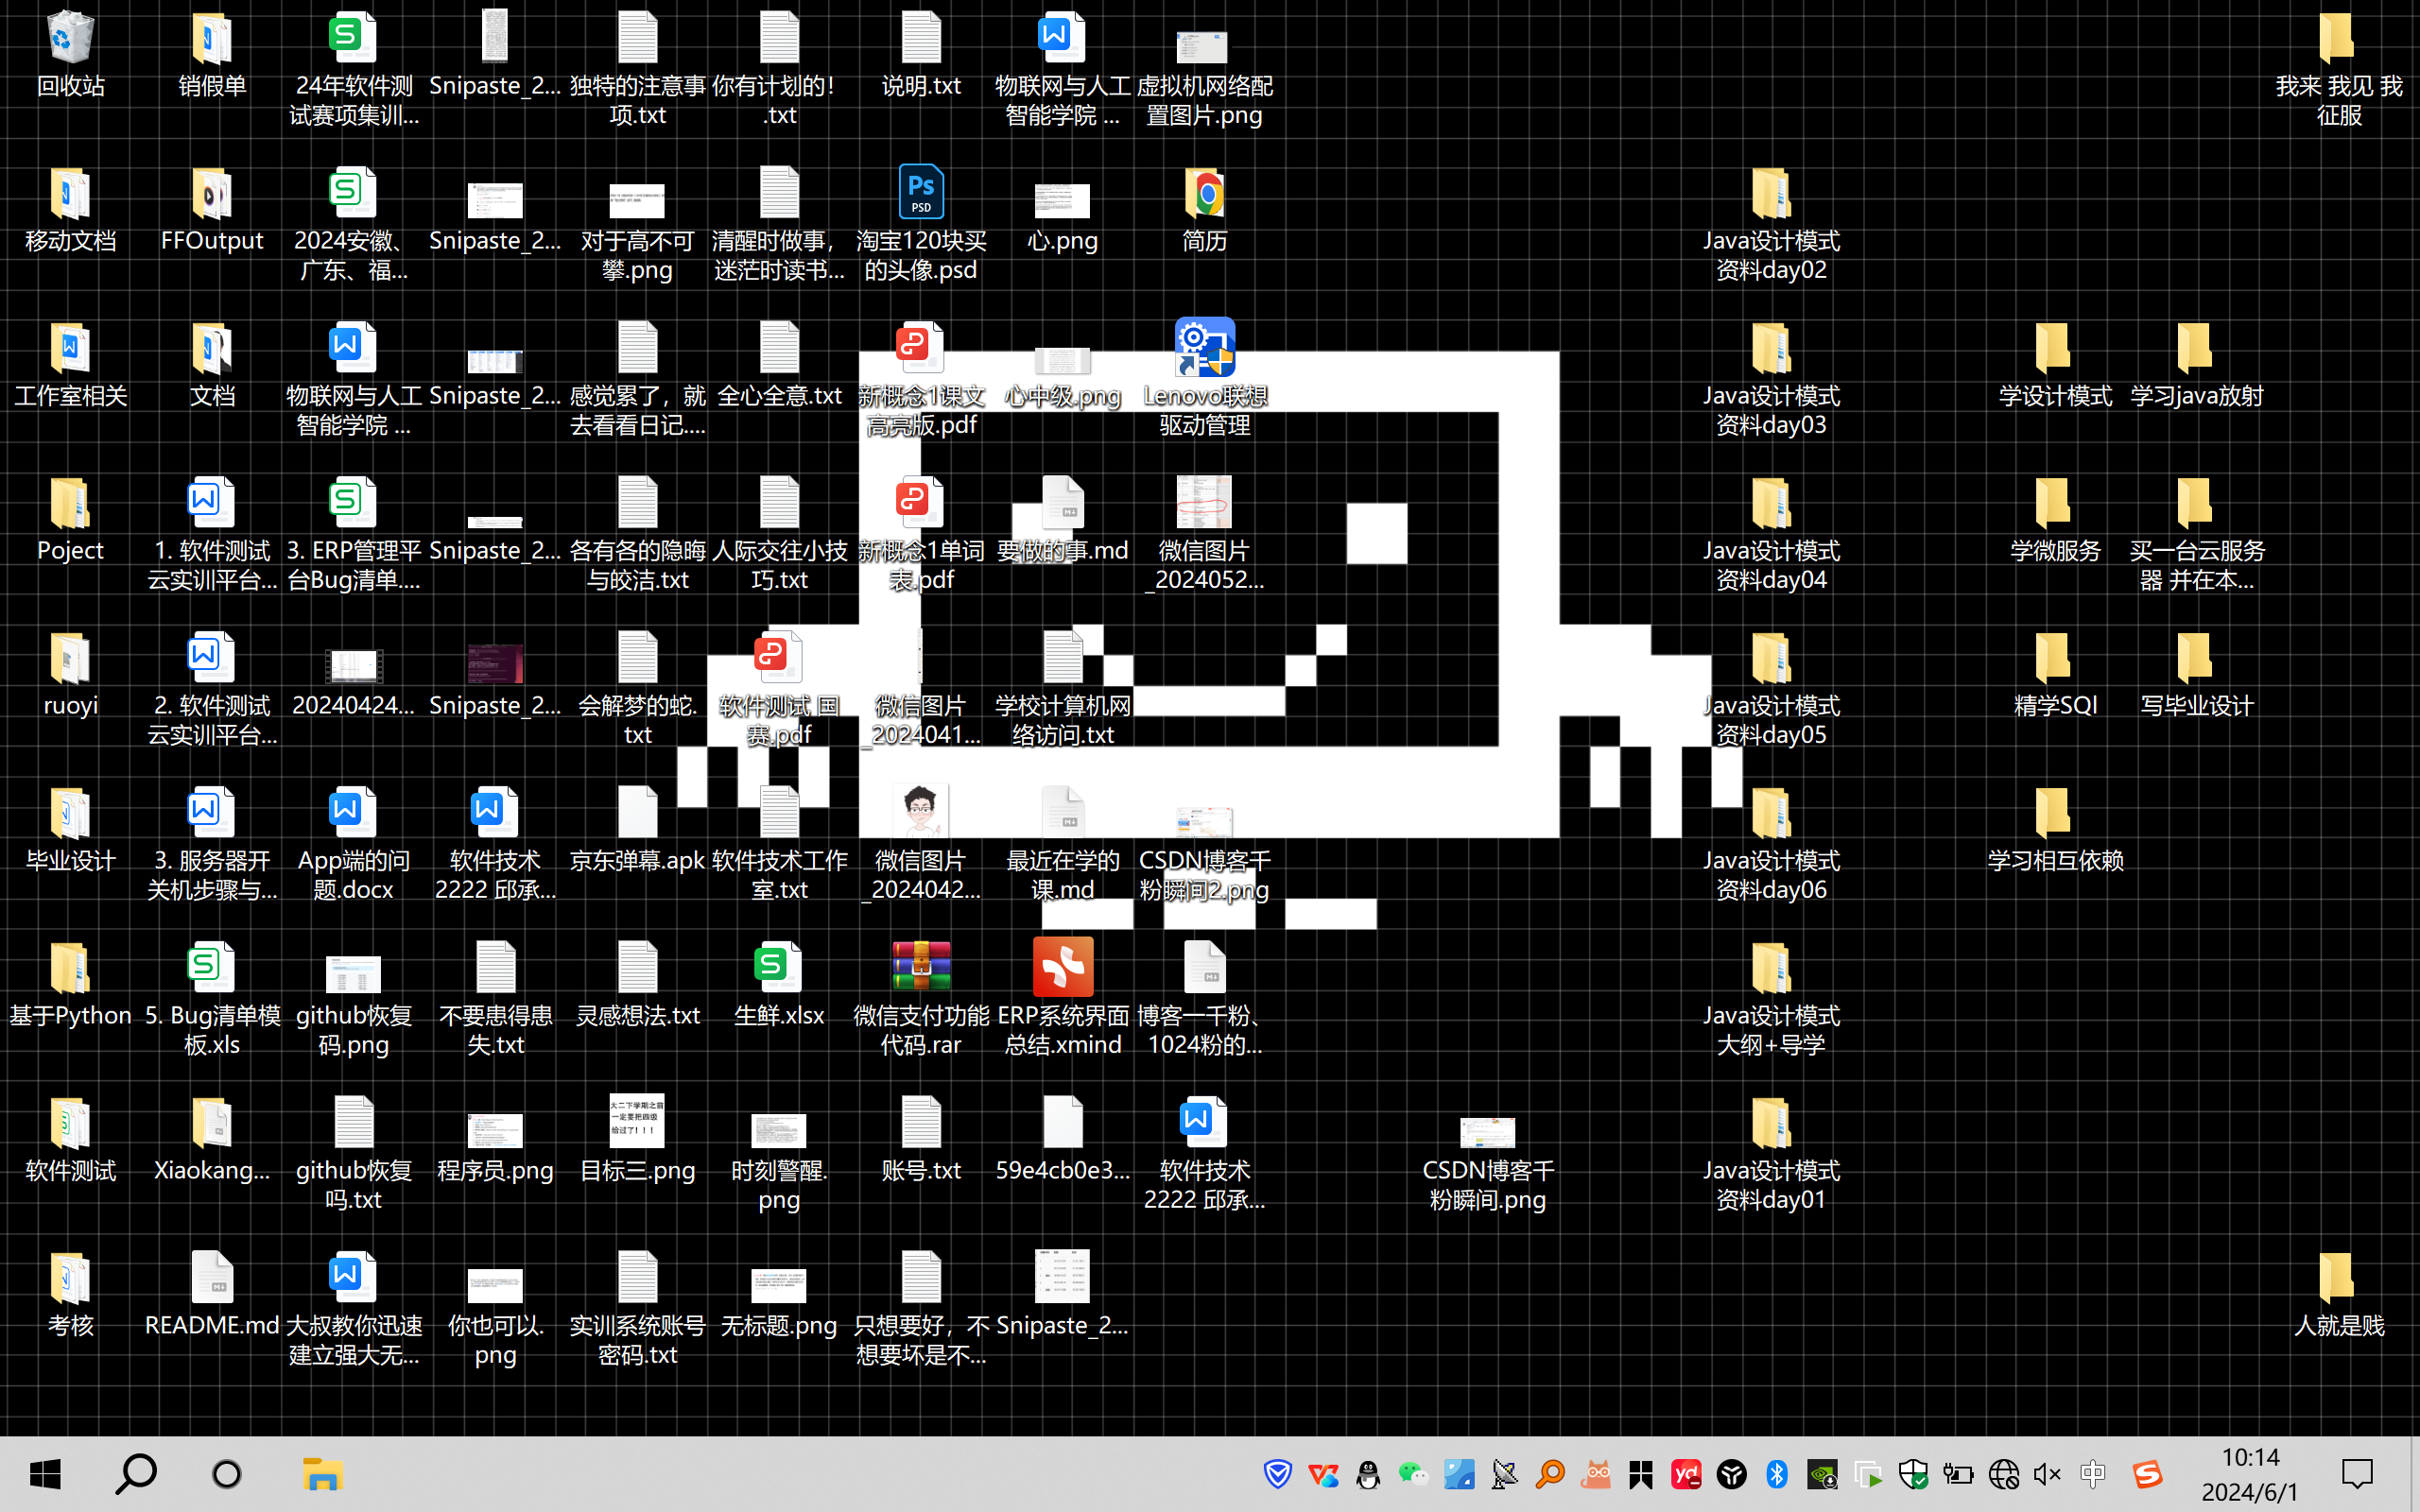 回收站
销假单
24年软件测
试赛项集训...
Snipaste_2...
独特的注意事
项.txt
你有计划的！
.txt
说明.txt
物联网与人工
智能学院 ...
虚拟机网络配
置图片.png
我来 我见 我
征服
移动文档
FFOutput
2024安徽、
广东、福...
Snipaste_2...
对于高不可
攀.png
清醒时做事，
迷茫时读书...
Ps
PSD
淘宝120块买
的头像.psd
心.png
简历
Java设计模式
资料day02
工作室相关
文档
物联网与人工
智能学院 ...
Snipaste_2...
感觉累了，就
去看看日记....
全心全意.txt
新概念1课文
高亮版.pdf
心中级.png
Lenovo联想
驱动管理
Java设计模式
资料day03
学设计模式
学习java放射
Poject
1. 软件测试
云实训平台...
3. ERP管理平
台Bug清单....
Snipaste_2...
各有各的隐晦
与皎洁.txt
人际交往小技
巧.txt
新概念1单词
表.pdf
要做的事.md
微信图片
_2024052...
Java设计模式
资料day04
学微服务
买一台云服务
器 并在本...
ruoyi
2. 软件测试
云实训平台...
20240424...
Snipaste_2...
会解梦的蛇.
txt
软件测试 国
赛.pdf
微信图片
_2024041...
学校计算机网
络访问.txt
Java设计模式
资料day05
精学SQl
写毕业设计
毕业设计
3. 服务器开
关机步骤与...
App端的问
题.docx
软件技术
2222 邱承...
京东弹幕.apk
软件技术工作
室.txt
微信图片
_2024042...
最近在学的
课.md
CSDN博客千
粉瞬间2.png
Java设计模式
资料day06
学习相互依赖
基于Python
5. Bug清单模
板.xls
github恢复
码.png
不要患得患
失.txt
灵感想法.txt
生鲜.xlsx
微信支付功能
代码.rar
ERP系统界面
总结.xmind
博客一千粉、
1024粉的...
Java设计模式
大纲+导学
软件测试
Xiaokang...
github恢复
吗.txt
程序员.png
大二下学期之前
一定要把四级
给过了！！！
目标三.png
时刻警醒.
png
账号.txt
59e4cb0e3...
软件技术
2222 邱承...
CSDN博客千
粉瞬间.png
Java设计模式
资料day01
考核
README.md
大叔教你迅速
建立强大无...
你也可以.
png
实训系统账号
密码.txt
无标题.png
只想要好，不
想要坏是不...
Snipaste_2...
人就是贱
yd
中
10:14
2024/6/1